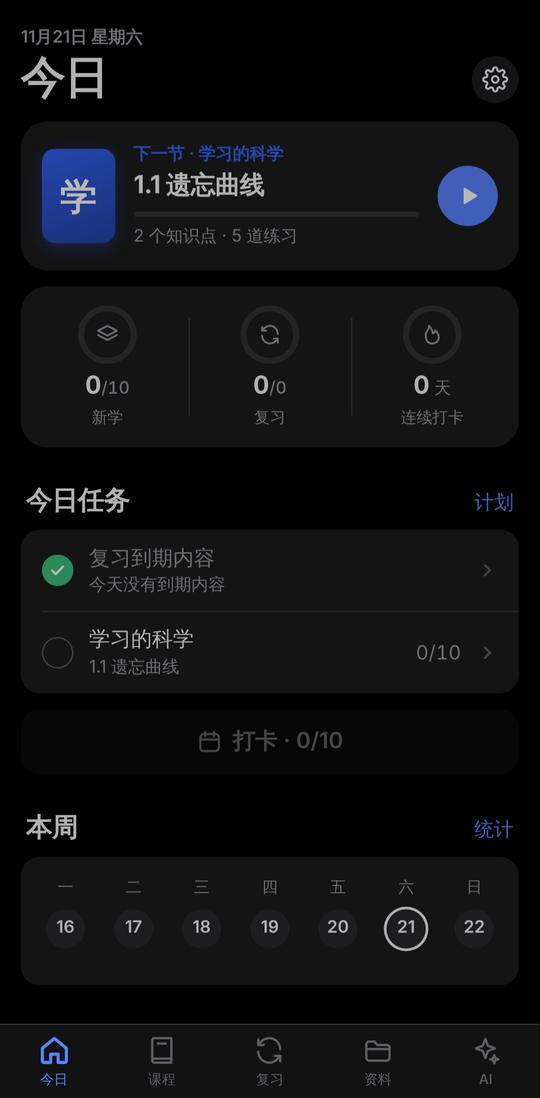 11月21日 星期六
今日
学
下一节 · 学习的科学
1.1 遗忘曲线
2 个知识点 · 5 道练习
0/10
新学
0/0
复习
0 天
连续打卡
今日任务
计划
复习到期内容
今天没有到期内容
学习的科学
1.1 遗忘曲线
0/10
打卡 · 0/10
本周
统计
一 二 三 四 五 六 日
16 17 18 19 20 21 22
今日 课程 复习 资料 AI